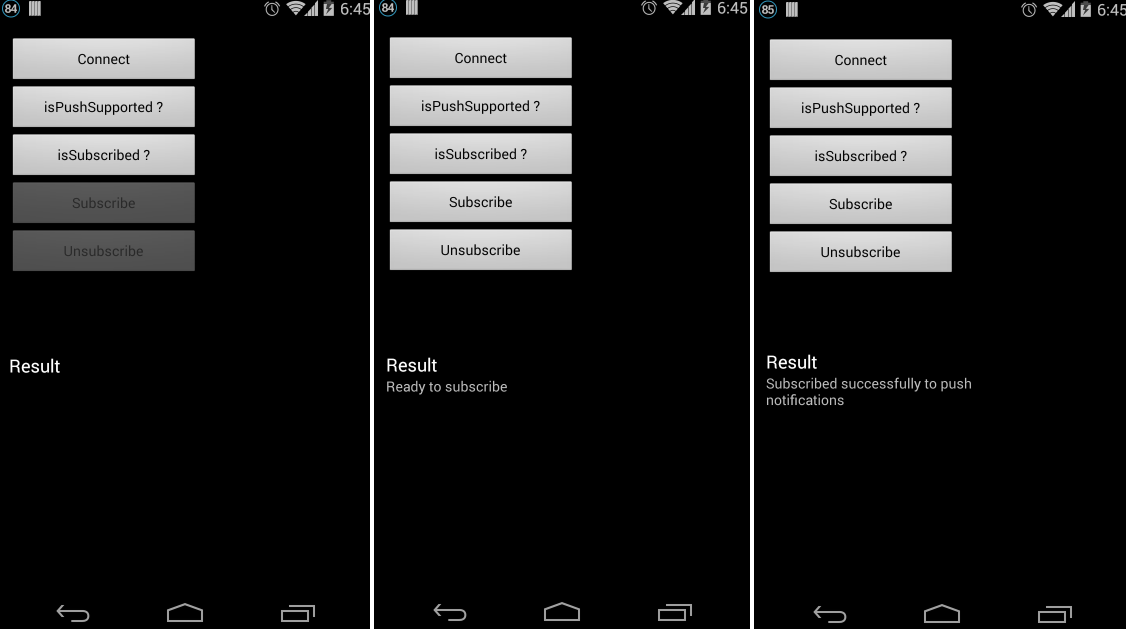 84
6:45
Connect
isPushSupported ?
isSubscribed ?
Subscribe
Unsubscribe
Result
84
6:45
Connect
isPushSupported ?
isSubscribed ?
Subscribe
Unsubscribe
Result
Ready to subscribe
85
6:45
Connect
isPushSupported ?
isSubscribed ?
Subscribe
Unsubscribe
Result
Subscribed successfully to push
notifications